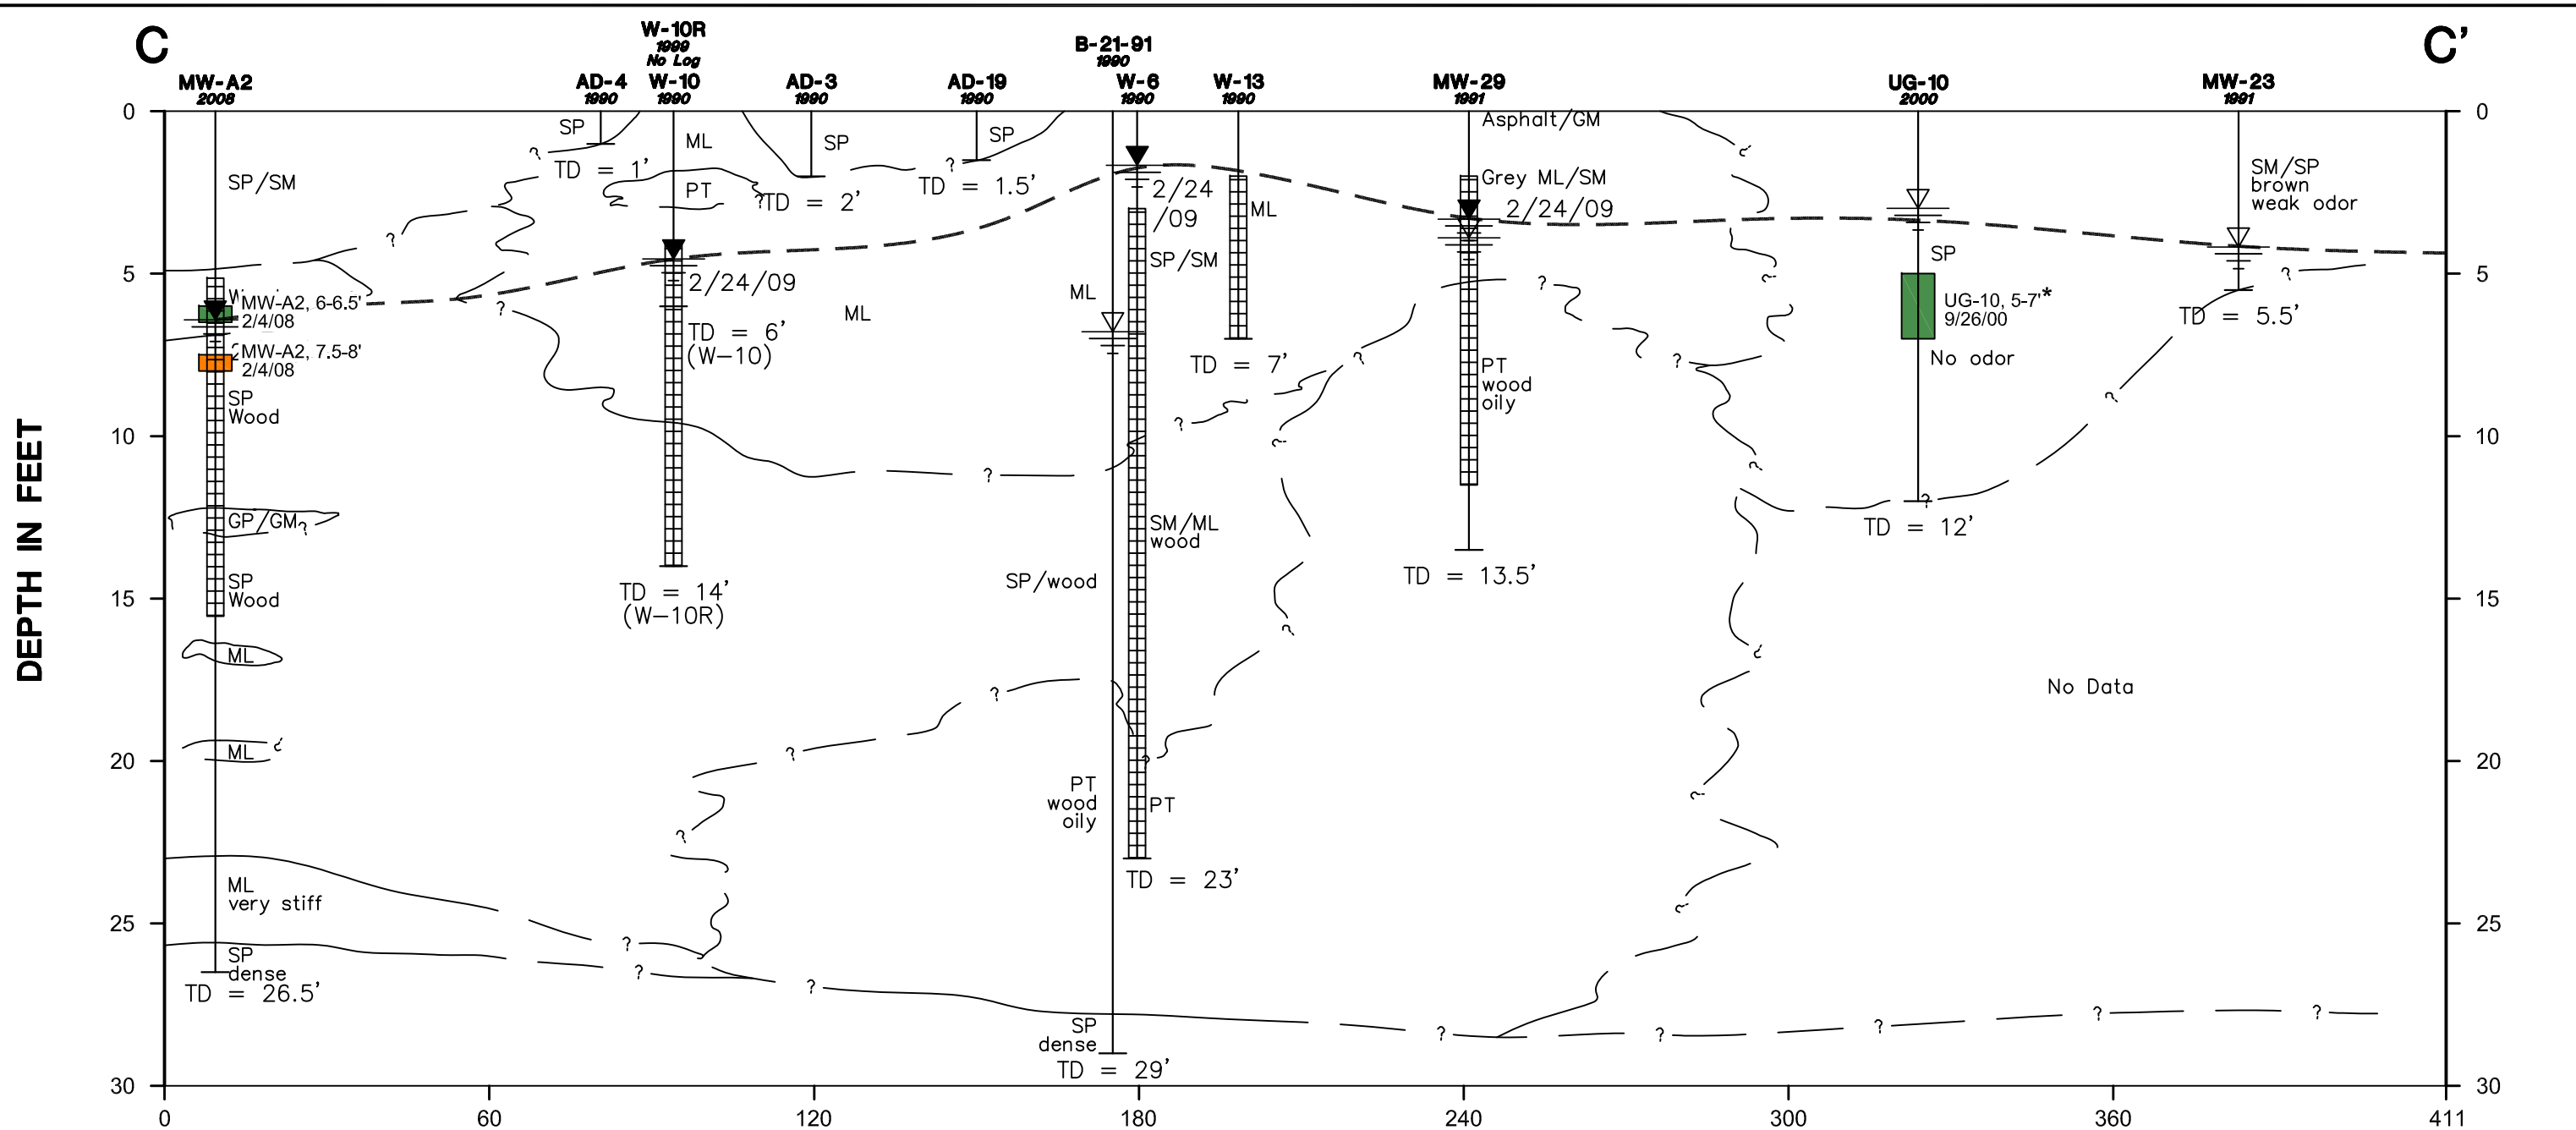 C
C'
W-10R
1999
No Log
B-21-91
1990
MW-A2
2008
AD-4
1990
W-10
1990
AD-3
1990
AD-19
1990
W-6
1990
W-13
1990
MW-29
1991
UG-10
2000
MW-23
1991
DEPTH IN FEET
0
5
10
15
20
25
30
0
5
10
15
20
25
30
0
60
120
180
240
300
360
411
SP/SM
MW-A2, 6-6.5'
2/4/08
MW-A2, 7.5-8'
2/4/08
SP
Wood
GP/GM
?
SP
Wood
ML
ML
?
ML
very stiff
SP
dense
TD = 26.5'
SP
?
TD = 1'
?
?
ML
PT
?
2/24/09
TD = 6'
(W-10)
TD = 14'
(W-10R)
SP
TD = 2'
SP
?
TD = 1.5'
ML
?
?
?
?
?
?
?
ML
SP/wood
PT
wood
oily
SP
dense
TD = 29'
2/24
/09
SP/SM
SM/ML
wood
PT
?
TD = 23'
ML
TD = 7'
?
?
?
?
Asphalt/GM
Grey ML/SM
2/24/09
?
PT
wood
oily
TD = 13.5'
?
?
?
?
?
?
?
?
SP
UG-10, 5-7'*
9/26/00
No odor
?
TD = 12'
SM/SP
brown
weak odor
?
TD = 5.5'
?
No Data
?
?
?
?
?